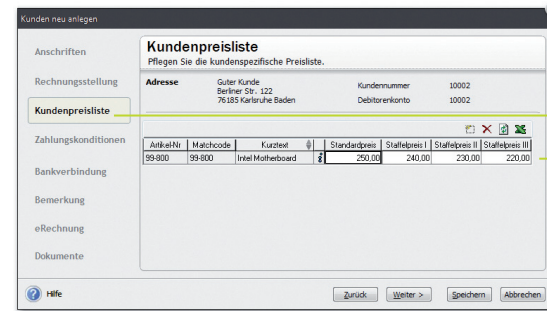 Kunden neu anlegen
Anschriften
Rechnungsstellung
Kundenpreisliste
Zahlungskonditionen
Bankverbindung
Bemerkung
eRechnung
Dokumente
Kundenpreisliste
Pflegen Sie die kundenspezifische Preisliste.
Adresse Guter Kunde Kundennummer 10002
Berliner Str. 122
76185 Karlsruhe Baden Debitorenkonto 10002
Artikel-Nr Matchcode Kurztext Standardpreis Staffelpreis I Staffelpreis II Staffelpreis III
99-800 99-800 Intel Motherboard i 250,00 240,00 230,00 220,00
Hilfe Zurück Weiter > Speichern Abbrechen